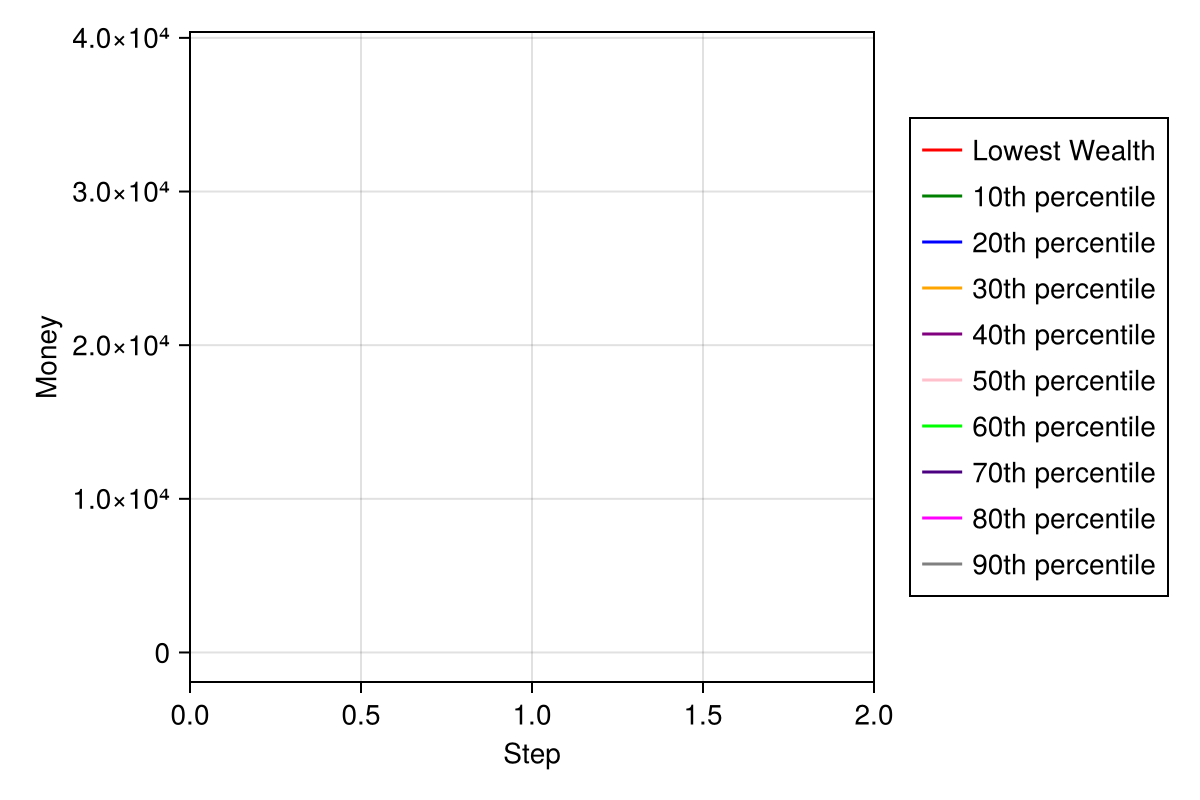 4.0×10⁴
3.0×10⁴
2.0×10⁴
1.0×10⁴
0
Money
0.0 0.5 1.0 1.5 2.0
Step
Lowest Wealth
10th percentile
20th percentile
30th percentile
40th percentile
50th percentile
60th percentile
70th percentile
80th percentile
90th percentile